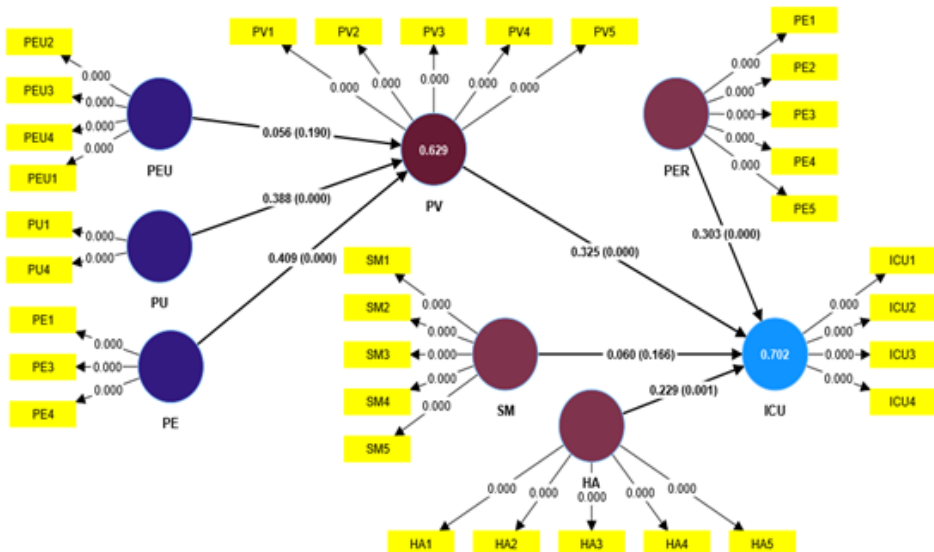 PEU2
PEU3
PEU4
PEU1
0.000
0.000
0.000
0.000
PEU
PU1
PU4
0.000
0.000
PU
PE1
PE3
PE4
0.000
0.000
0.000
PE
0.056 (0.190)
0.388 (0.000)
0.409 (0.000)
PV1
PV2
PV3
PV4
PV5
0.000
0.000
0.000
0.000
0.000
0.629
PV
0.325 (0.000)
PE1
PE2
PE3
PE4
PE5
0.000
0.000
0.000
0.000
0.000
PER
0.303 (0.000)
SM1
SM2
SM3
SM4
SM5
0.000
0.000
0.000
0.000
0.000
SM
0.060 (0.166)
0.229 (0.001)
0.702
ICU
ICU1
ICU2
ICU3
ICU4
0.000
0.000
0.000
0.000
HA
0.000
0.000
0.000
0.000
0.000
HA1
HA2
HA3
HA4
HA5